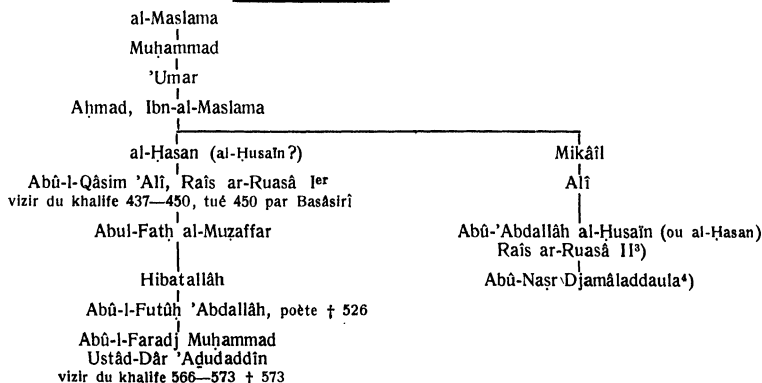 al-Maslama
Muḥammad
’Umar
Aḥmad, Ibn-al-Maslama
al-Ḥasan (al-Ḥusaïn?)
Mikâîl
Abû-l-Qâsim ’Alî, Raîs ar-Ruasâ Iᵉʳ
Alî
vizir du khalife 437—450, tué 450 par Basâsirî
Abul-Fatḥ al-Muẓaffar
Abû-’Abdallâh al-Ḥusaïn (ou al-Ḥasan)
Raîs ar-Ruasâ II³)
Hibatallâh
Abû-Naṣr Djamâladdaula⁴)
Abû-l-Futûḥ ’Abdallâh, poète † 526
Abû-l-Faradj Muḥammad
Ustâd-Dâr ’Aḍudaddîn
vizir du khalife 566—573 † 573